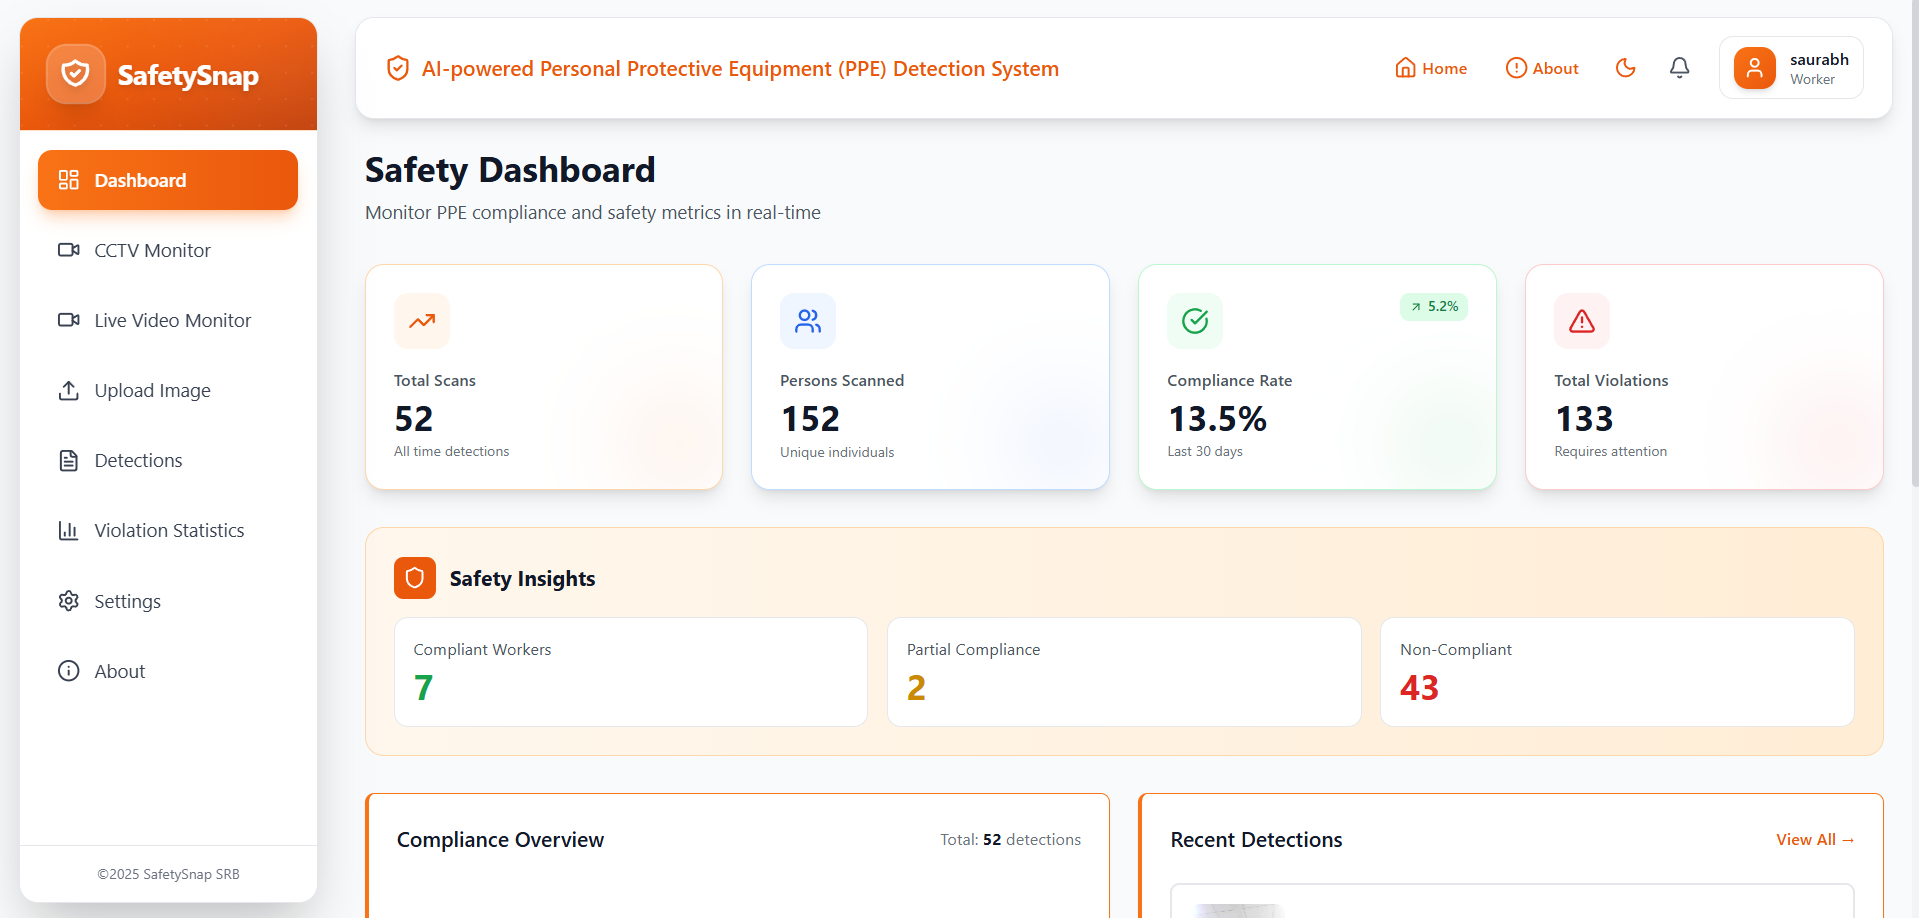 SafetySnap
Dashboard
CCTV Monitor
Live Video Monitor
Upload Image
Detections
Violation Statistics
Settings
About
©2025 SafetySnap SRB
AI-powered Personal Protective Equipment (PPE) Detection System
Home
About
saurabh
Worker
Safety Dashboard
Monitor PPE compliance and safety metrics in real-time
Total Scans
52
All time detections
Persons Scanned
152
Unique individuals
5.2%
Compliance Rate
13.5%
Last 30 days
Total Violations
133
Requires attention
Safety Insights
Compliant Workers
7
Partial Compliance
2
Non-Compliant
43
Compliance Overview
Total: 52 detections
Recent Detections
View All →